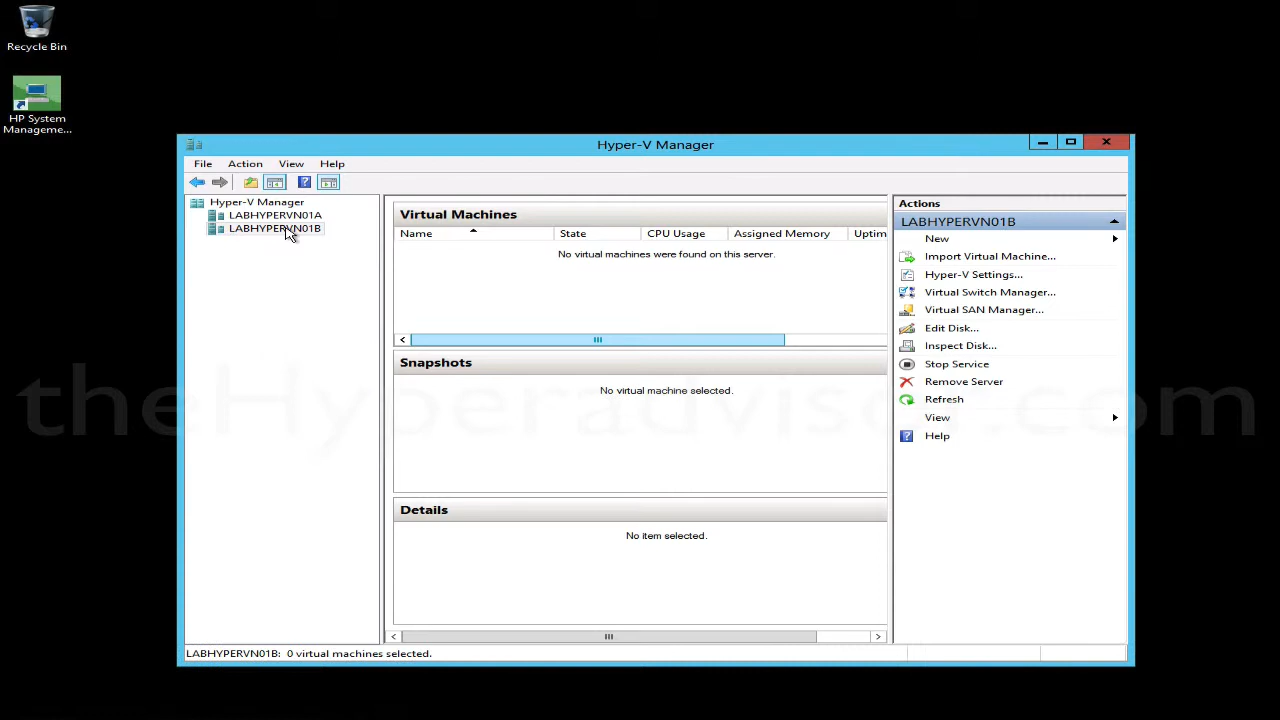 Recycle Bin
HP System
Manageme...
Hyper-V Manager
File Action View Help
Hyper-V Manager
LABHYPERVN01A
LABHYPERVN01B
Virtual Machines
Name State CPU Usage Assigned Memory Uptim
No virtual machines were found on this server.
Snapshots
No virtual machine selected.
Details
No item selected.
Actions
LABHYPERVN01B
New
Import Virtual Machine...
Hyper-V Settings...
Virtual Switch Manager...
Virtual SAN Manager...
Edit Disk...
Inspect Disk...
Stop Service
Remove Server
Refresh
View
Help
LABHYPERVN01B: 0 virtual machines selected.
theHyperadvisor.com